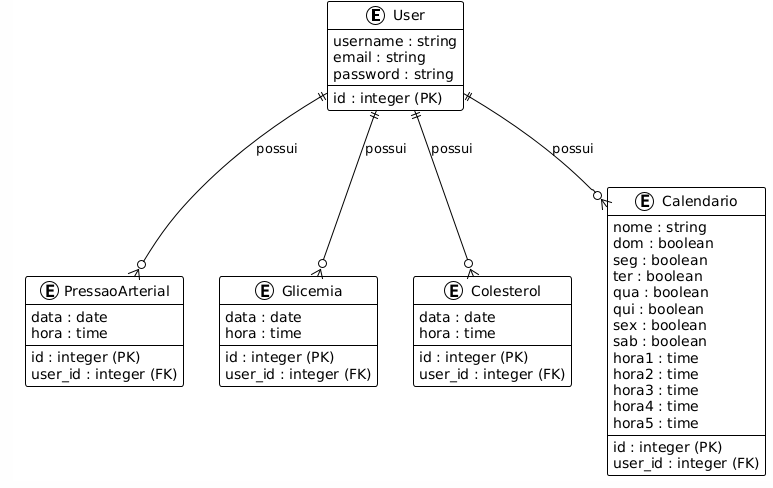 E User
username : string
email : string
password : string
id : integer (PK)
possui
possui
possui
possui
E PressaoArterial
data : date
hora : time
id : integer (PK)
user_id : integer (FK)
E Glicemia
data : date
hora : time
id : integer (PK)
user_id : integer (FK)
E Colesterol
data : date
hora : time
id : integer (PK)
user_id : integer (FK)
E Calendario
nome : string
dom : boolean
seg : boolean
ter : boolean
qua : boolean
qui : boolean
sex : boolean
sab : boolean
hora1 : time
hora2 : time
hora3 : time
hora4 : time
hora5 : time
id : integer (PK)
user_id : integer (FK)